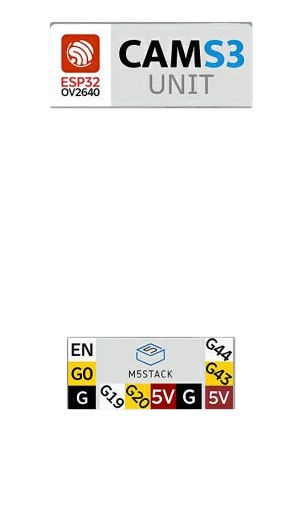 CAMS3
ESP32
OV2640
UNIT
EN
G44
G0
G43
M5STACK
G
G19
G20
5V
G
5V